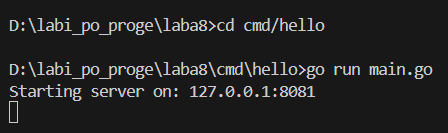 D:\labi_po_proge\laba8>cd cmd/hello
D:\labi_po_proge\laba8\cmd\hello>go run main.go
Starting server on: 127.0.0.1:8081